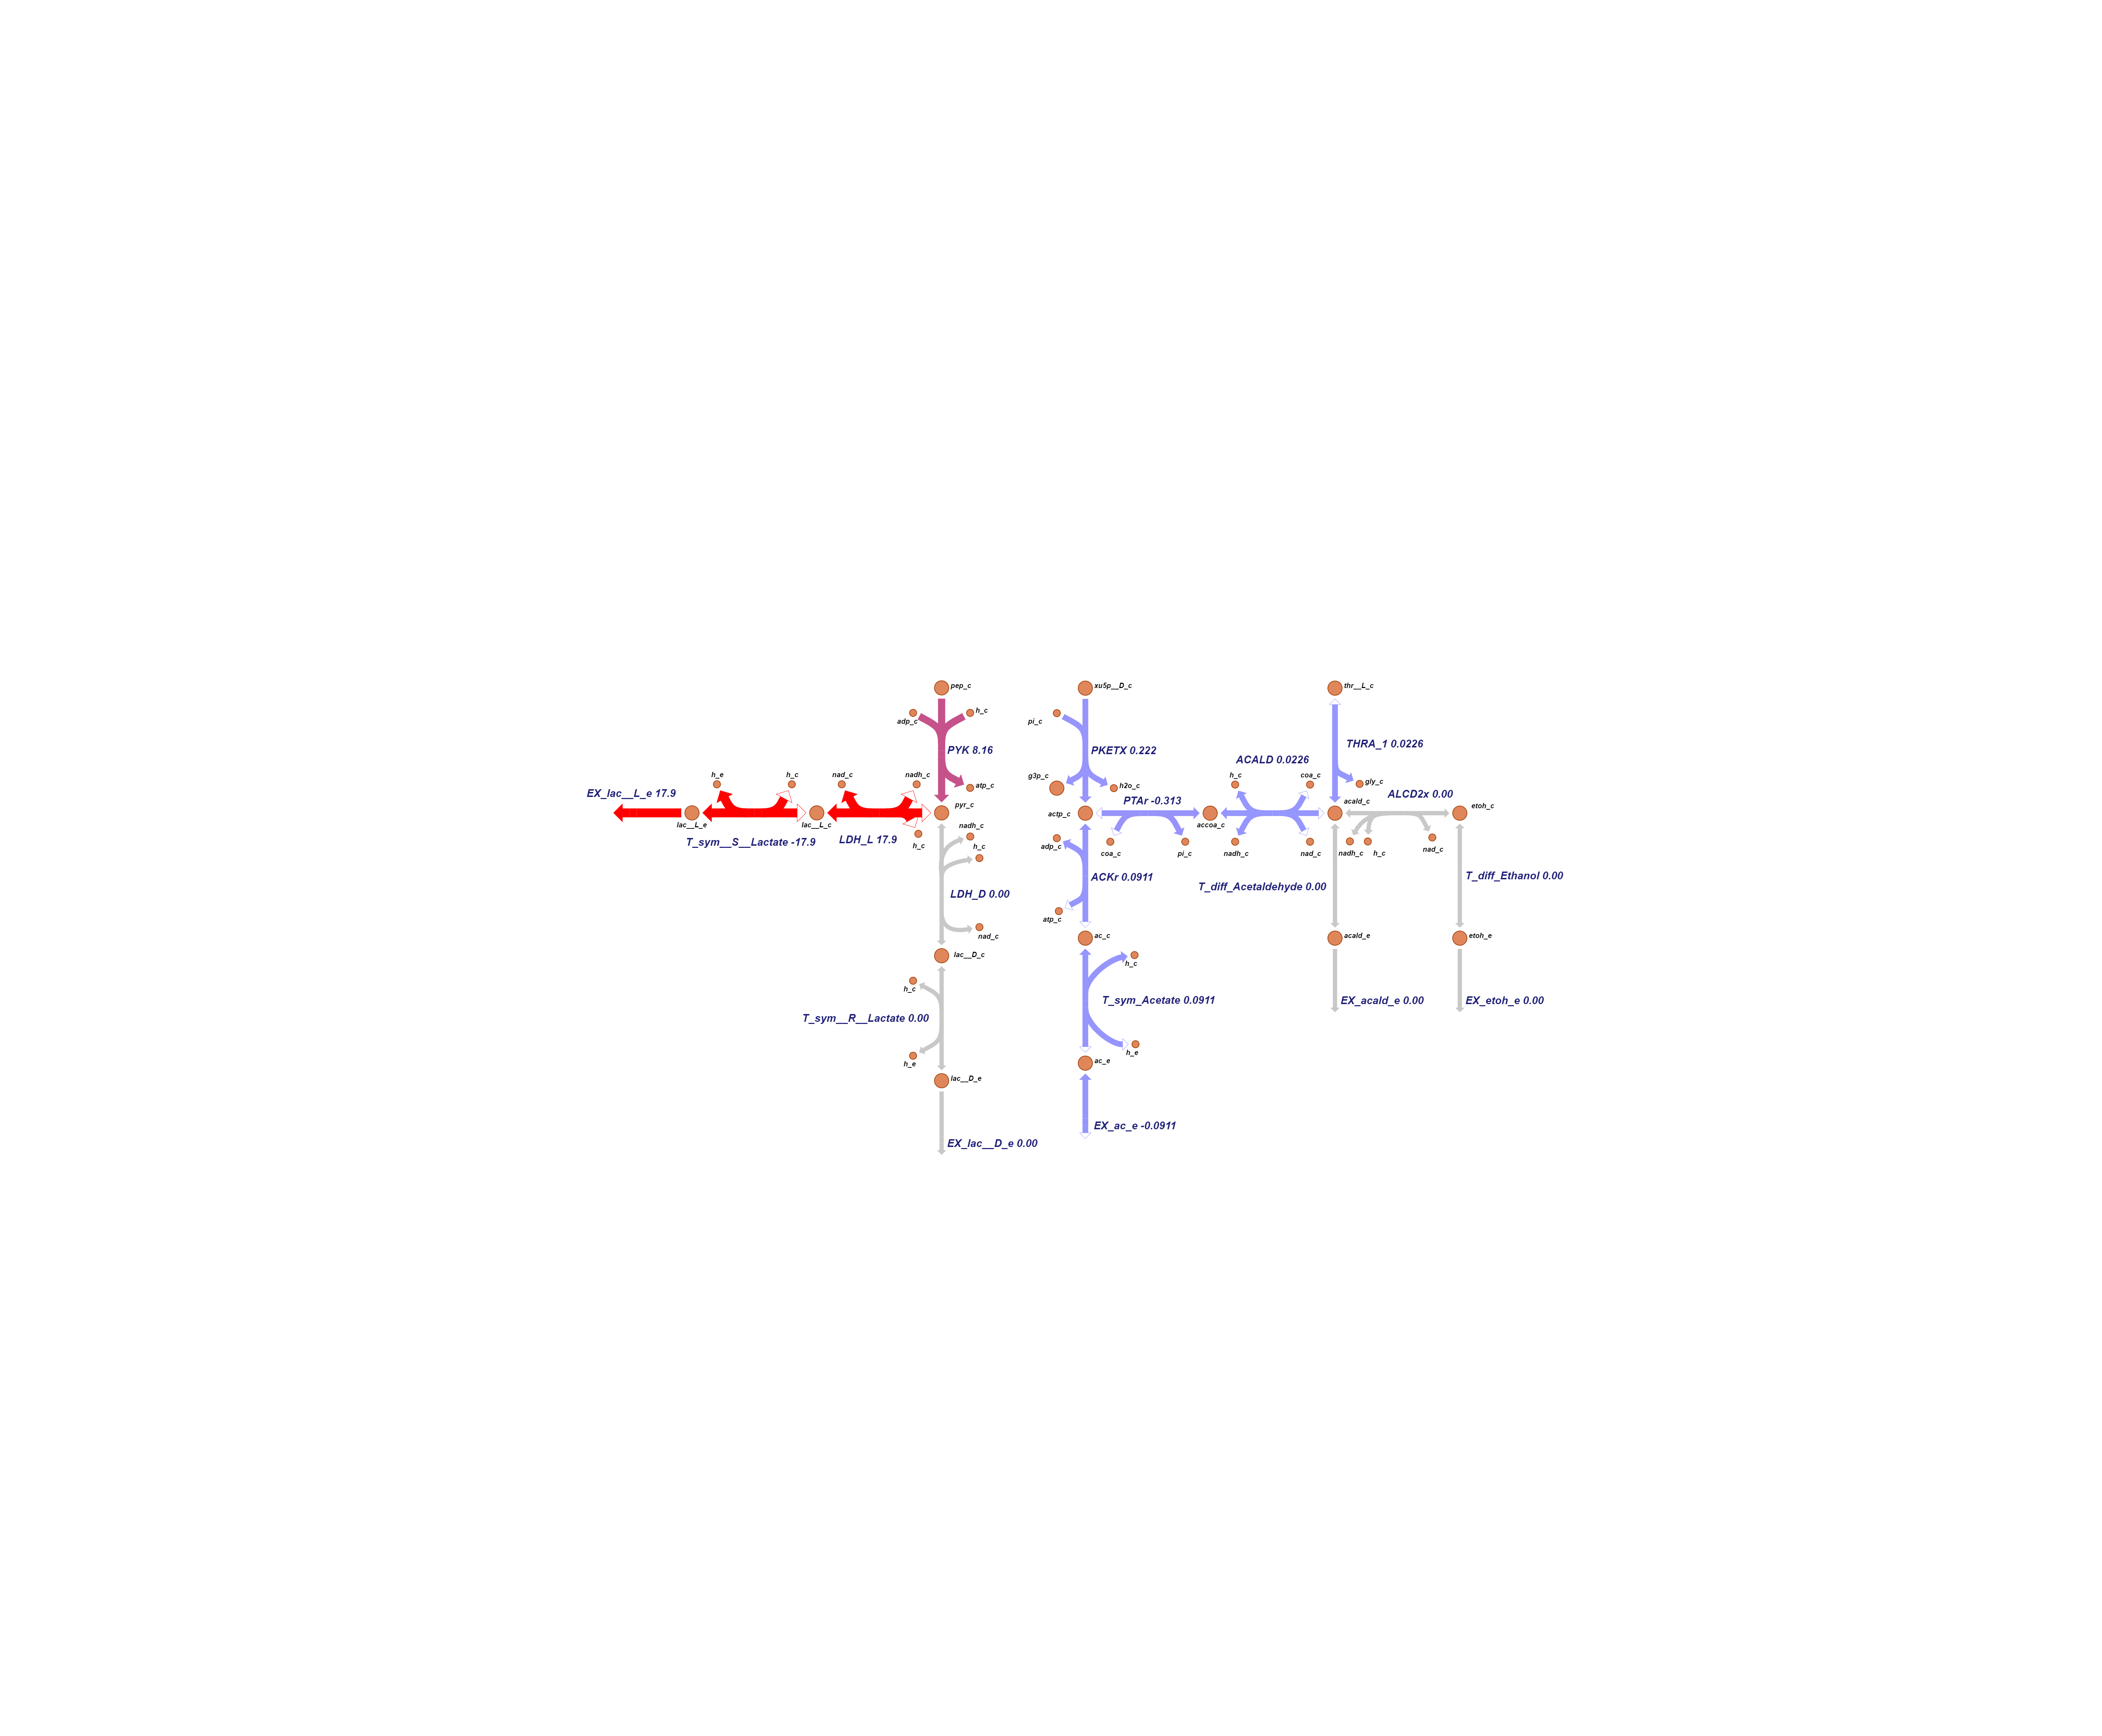 pep_c
xu5p__D_c
thr__L_c
adp_c
h_c
pi_c
PYK 8.16
PKETX 0.222
THRA_1 0.0226
ACALD 0.0226
h_e
h_c
nad_c
nadh_c
atp_c
g3p_c
h2o_c
h_c
coa_c
gly_c
EX_lac__L_e 17.9
pyr_c
PTAr -0.313
acald_c
ALCD2x 0.00
etoh_c
lac__L_e
lac__L_c
actp_c
accoa_c
T_sym__S__Lactate -17.9
LDH_L 17.9
h_c
nadh_c
h_c
adp_c
coa_c
pi_c
nadh_c
nad_c
nadh_c
h_c
nad_c
LDH_D 0.00
ACKr 0.0911
T_diff_Acetaldehyde 0.00
T_diff_Ethanol 0.00
atp_c
nad_c
ac_c
acald_e
etoh_e
lac__D_c
h_c
h_c
T_sym__R__Lactate 0.00
T_sym_Acetate 0.0911
EX_acald_e 0.00
EX_etoh_e 0.00
h_e
h_e
ac_e
lac__D_e
EX_ac_e -0.0911
EX_lac__D_e 0.00